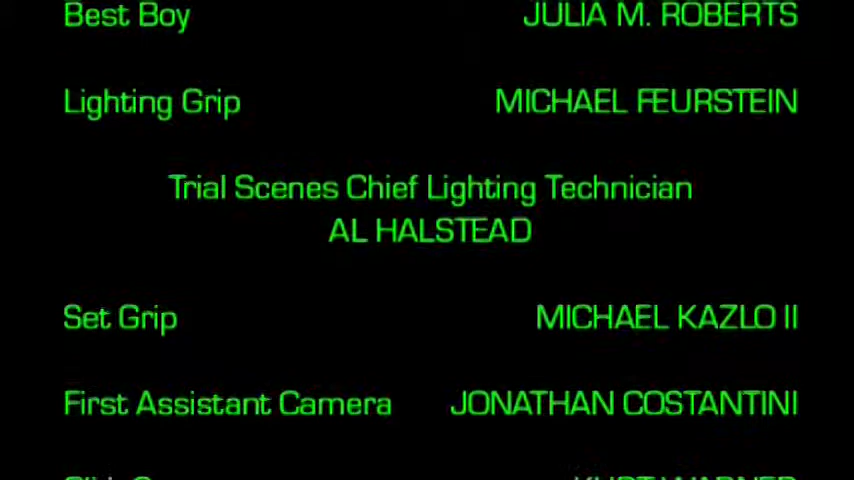 Best Boy JULIA M. ROBERTS
Lighting Grip MICHAEL FEURSTEIN
Trial Scenes Chief Lighting Technician
AL HALSTEAD
Set Grip MICHAEL KAZLO II
First Assistant Camera JONATHAN COSTANTINI